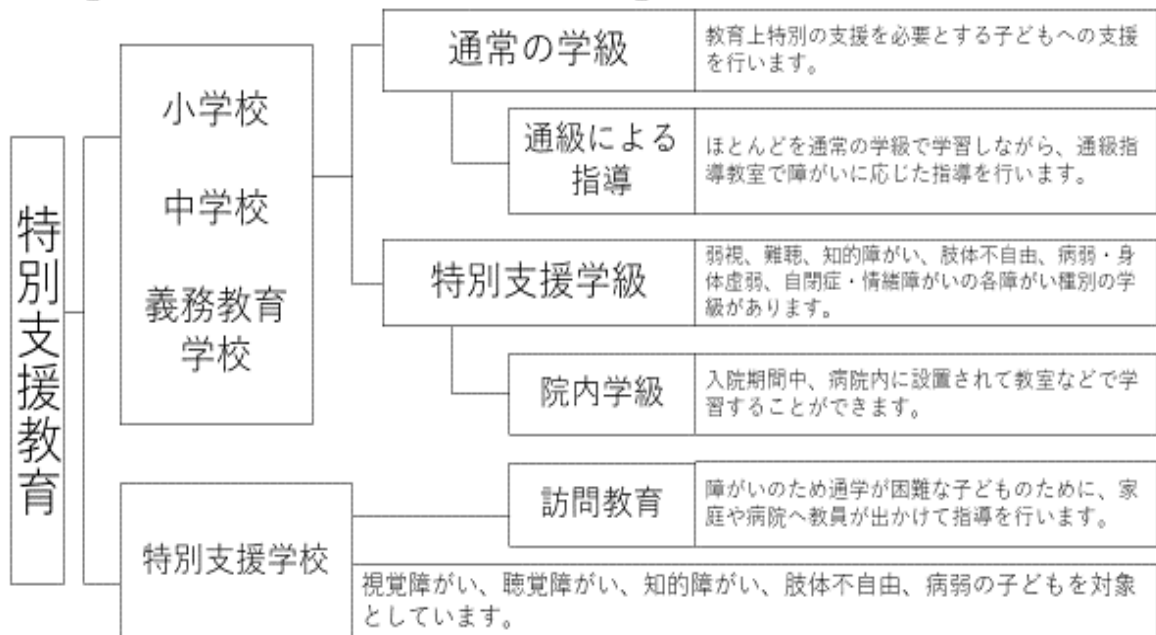 特別支援教育
小学校
中学校
義務教育
学校
通常の学級
教育上特別の支援を必要とする子どもへの支援
を行います。
通級による
指導
ほとんどを通常の学級で学習しながら、通級指
導教室で障がいに応じた指導を行います。
特別支援学級
弱視、難聴、知的障がい、肢体不自由、病弱・身
体虚弱、自閉症・情緒障がいの各障がい種別の学
級があります。
院内学級
入院期間中、病院内に設置されて教室などで学
習することができます。
特別支援学校
訪問教育
障がいのため通学が困難な子どものために、家
庭や病院へ教員が出かけて指導を行います。
視覚障がい、聴覚障がい、知的障がい、肢体不自由、病弱の子どもを対象
としています。